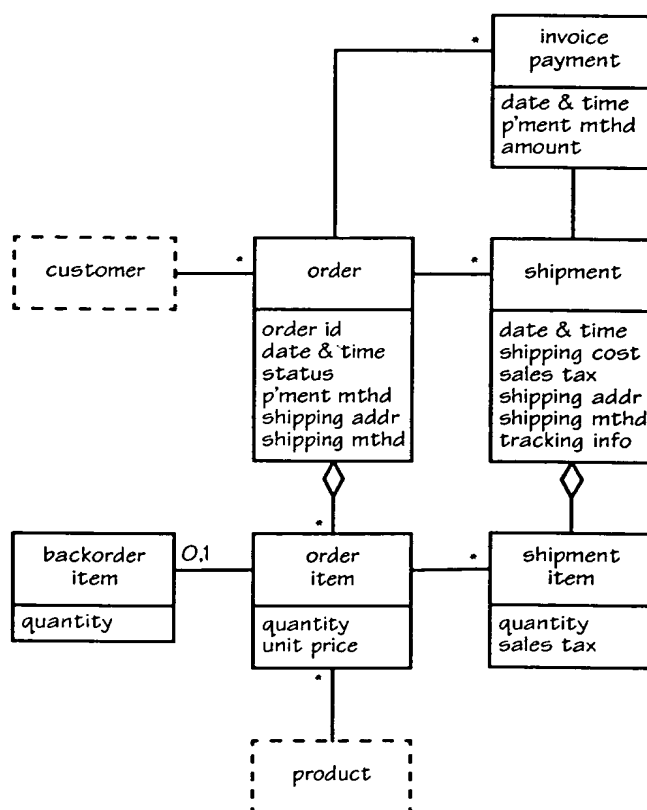 *
invoice
payment
date & time
p'ment mthd
amount
customer
*
order
*
shipment
order id
date & time
status
p'ment mthd
shipping addr
shipping mthd
date & time
shipping cost
sales tax
shipping addr
shipping mthd
tracking info
*
backorder
item
0,1
order
item
*
shipment
item
quantity
quantity
unit price
quantity
sales tax
*
product